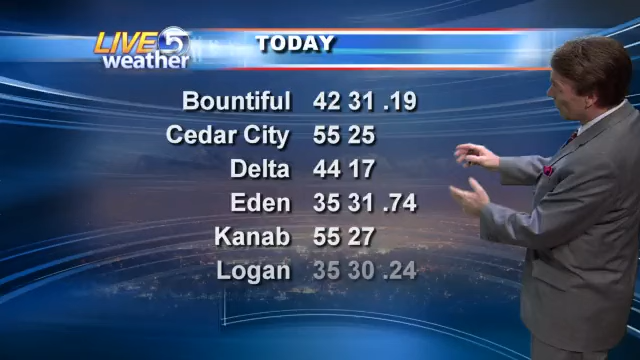 LIVE 5
weather
TODAY
Bountiful 42 31 .19
Cedar City 55 25
Delta 44 17
Eden 35 31 .74
Kanab 55 27
Logan 35 30 .24